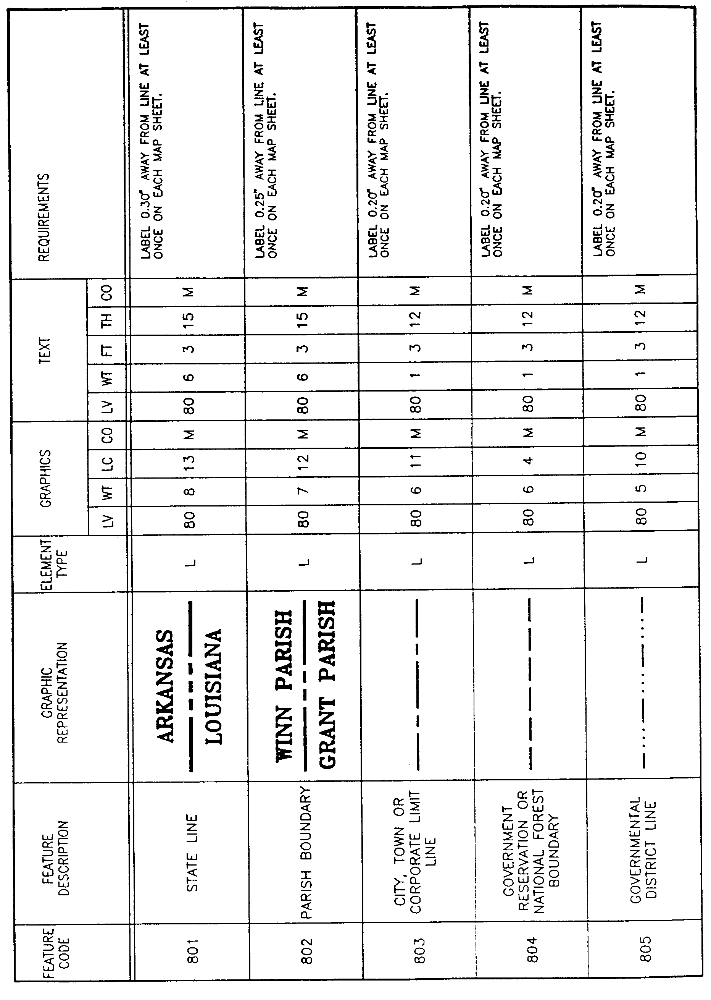 FEATURE
CODE
FEATURE
DESCRIPTION
GRAPHIC
REPRESENTATION
ELEMENT
TYPE
GRAPHICS
LV WT LC CO
TEXT
LV WT FT TH CO
REQUIREMENTS
801
STATE LINE
ARKANSAS
LOUISIANA
L
80 8 13 M
80 6 3 15 M
LABEL 0.30" AWAY FROM LINE AT LEAST
ONCE ON EACH MAP SHEET.
802
PARISH BOUNDARY
WINN PARISH
GRANT PARISH
L
80 7 12 M
80 6 3 15 M
LABEL 0.25" AWAY FROM LINE AT LEAST
ONCE ON EACH MAP SHEET.
803
CITY, TOWN OR
CORPORATE LIMIT
LINE
L
80 6 11 M
80 1 3 12 M
LABEL 0.20" AWAY FROM LINE AT LEAST
ONCE ON EACH MAP SHEET.
804
GOVERNMENT
RESERVATION OR
NATIONAL FOREST
BOUNDARY
L
80 6 4 M
80 1 3 12 M
LABEL 0.20" AWAY FROM LINE AT LEAST
ONCE ON EACH MAP SHEET.
805
GOVERNMENTAL
DISTRICT LINE
L
80 5 10 M
80 1 3 12 M
LABEL 0.20" AWAY FROM LINE AT LEAST
ONCE ON EACH MAP SHEET.